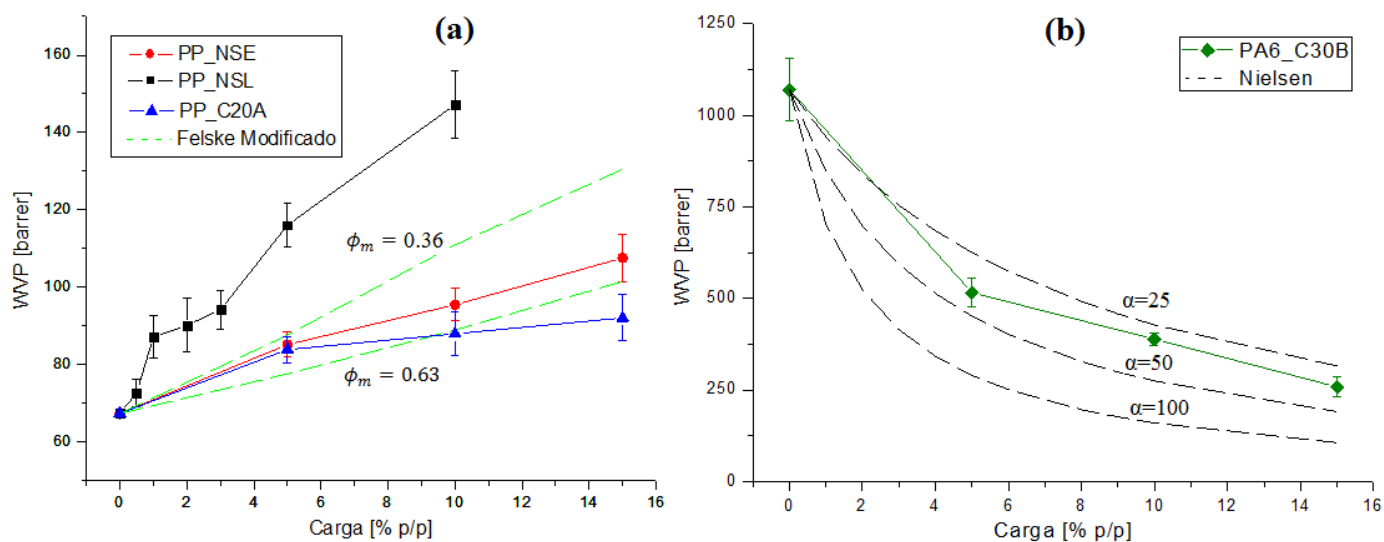 (a)
PP_NSE
PP_NSL
PP_C20A
Felske Modificado
WVP [barrer]
160
140
120
100
80
60
ϕm = 0.36
ϕm = 0.63
0 2 4 6 8 10 12 14 16
Carga [% p/p]
(b)
PA6_C30B
Nielsen
WVP [barrer]
1250
1000
750
500
250
0
α=25
α=50
α=100
0 2 4 6 8 10 12 14 16
Carga [% p/p]